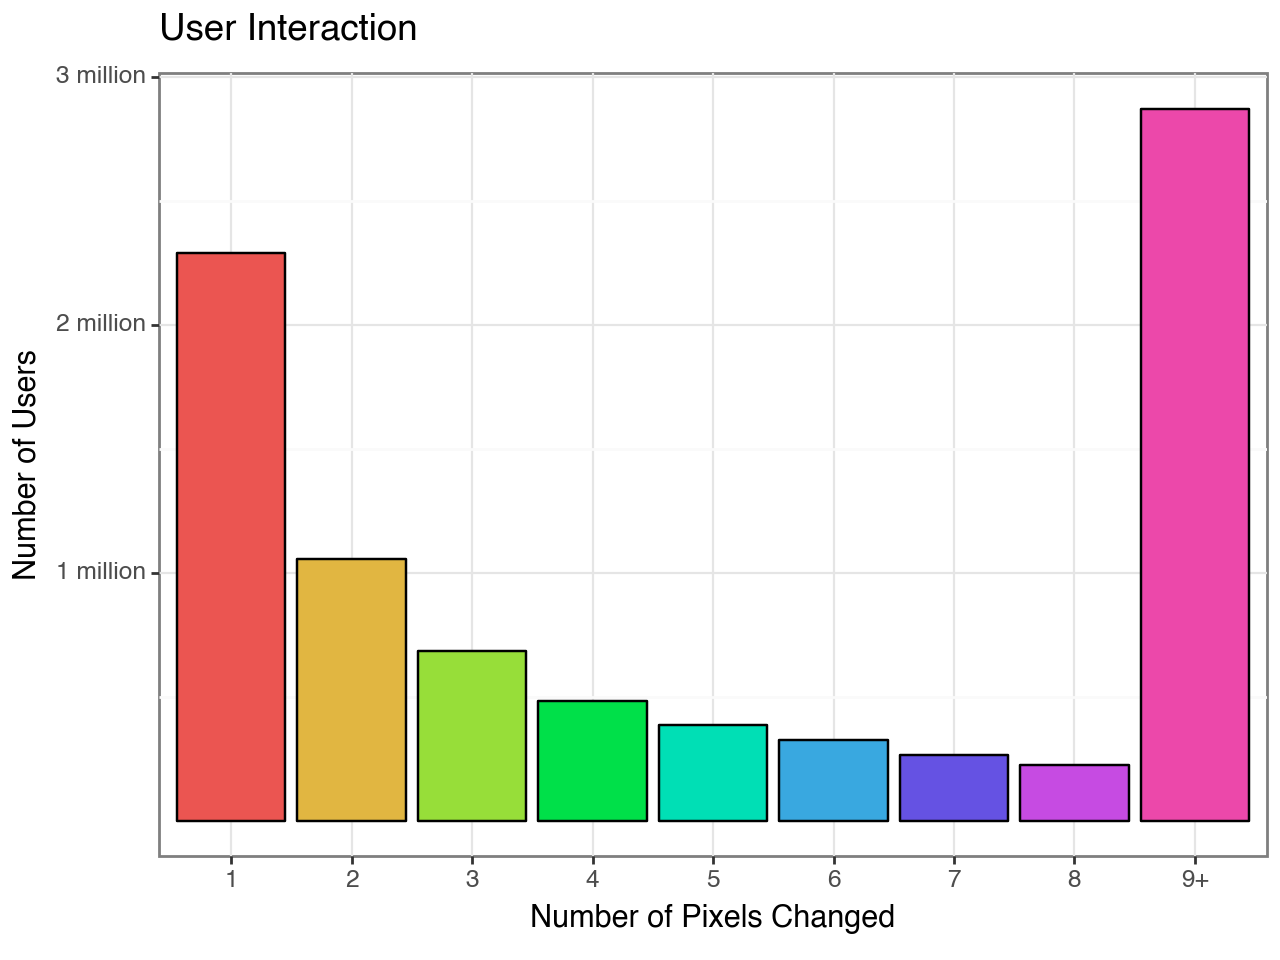 User Interaction
3 million
2 million
1 million
Number of Users
1 2 3 4 5 6 7 8 9+
Number of Pixels Changed